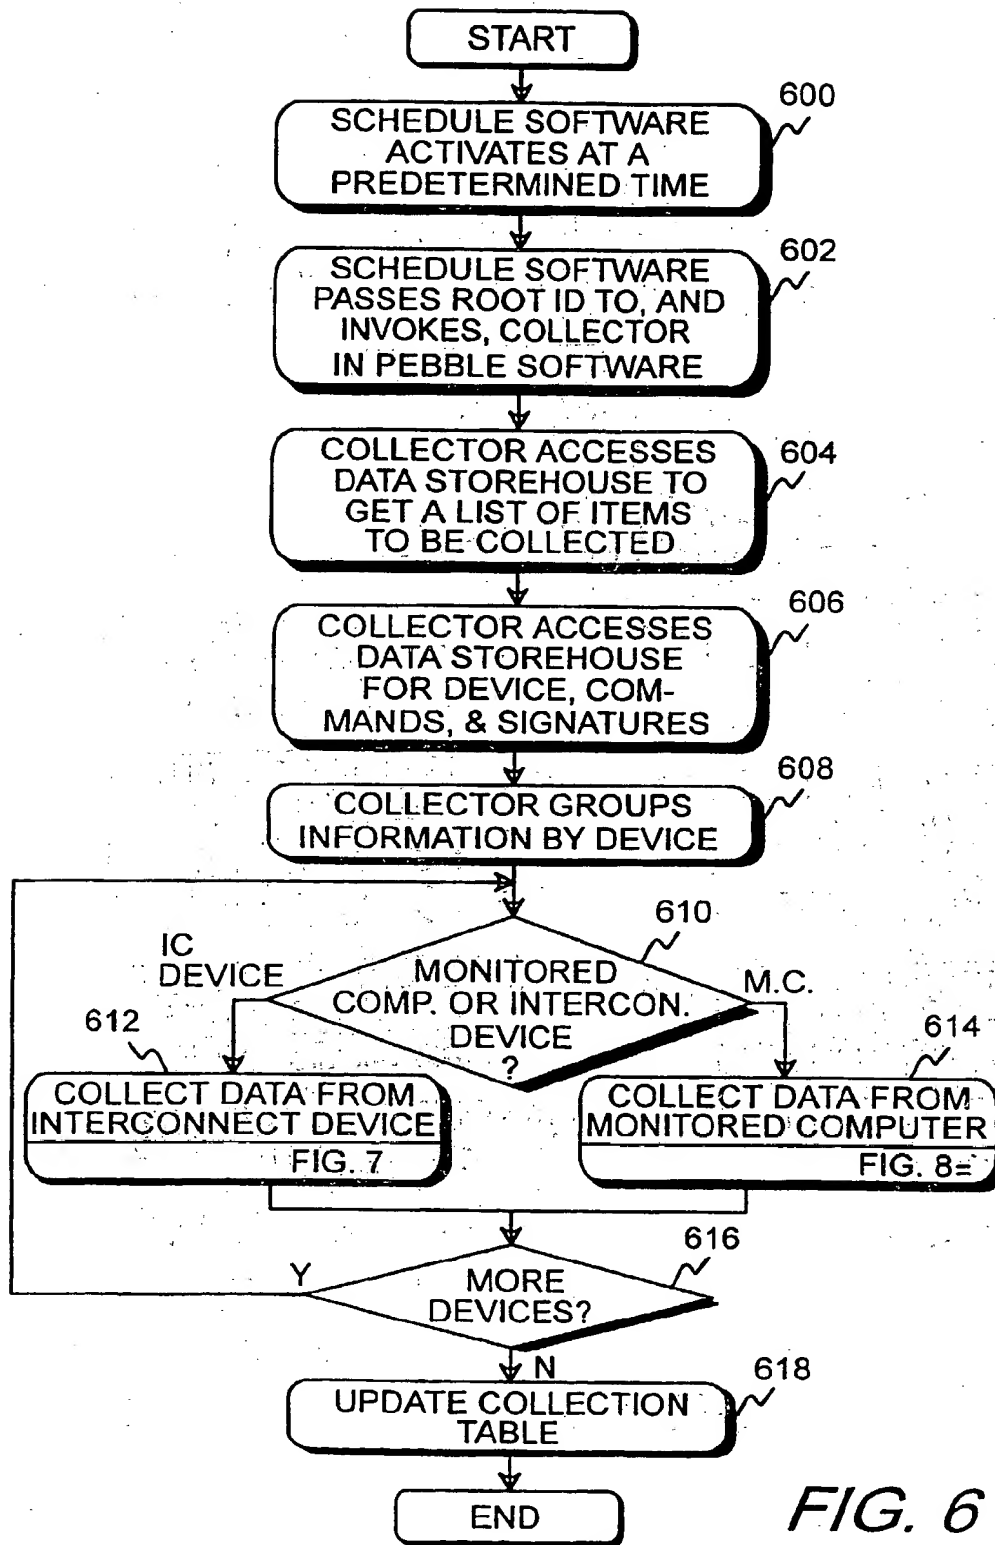 START
600
SCHEDULE SOFTWARE
ACTIVATES AT A
PREDETERMINED TIME
602
SCHEDULE SOFTWARE
PASSES ROOT ID TO, AND
INVOKES, COLLECTOR
IN PEBBLE SOFTWARE
604
COLLECTOR ACCESSES
DATA STOREHOUSE TO
GET A LIST OF ITEMS
TO BE COLLECTED
606
COLLECTOR ACCESSES
DATA STOREHOUSE
FOR DEVICE, COM-
MANDS, & SIGNATURES
608
COLLECTOR GROUPS
INFORMATION BY DEVICE
610
IC
DEVICE
MONITORED
COMP. OR INTERCON.
DEVICE
?
M.C.
612
COLLECT DATA FROM
INTERCONNECT DEVICE
FIG. 7
614
COLLECT DATA FROM
MONITORED COMPUTER
FIG. 8=
616
Y
MORE
DEVICES?
N
618
UPDATE COLLECTION
TABLE
END
FIG. 6